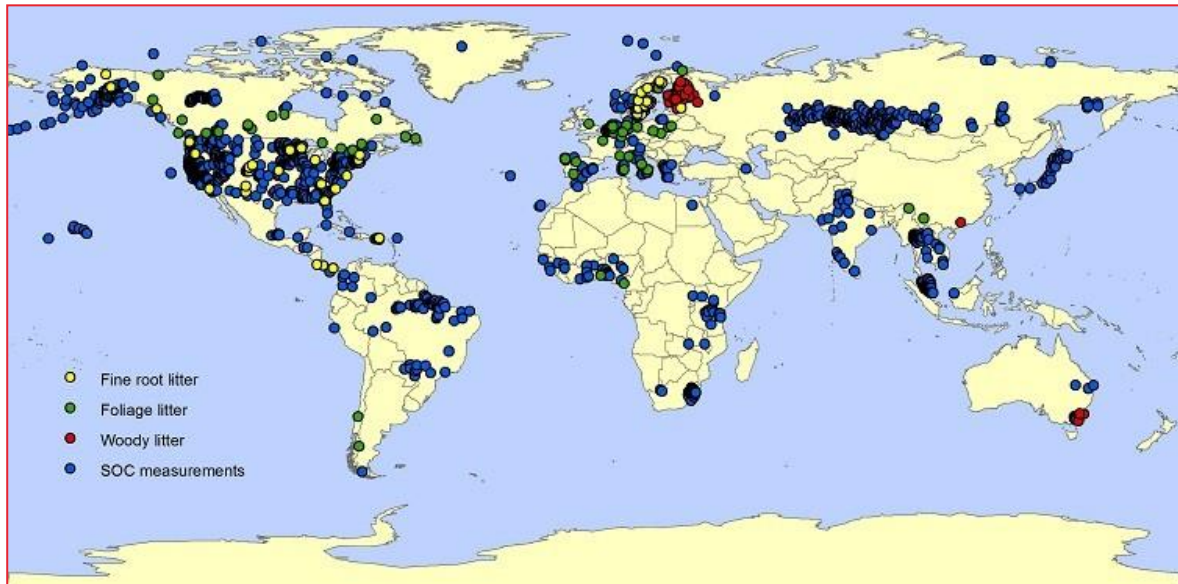 Fine root litter
Foliage litter
Woody litter
SOC measurements